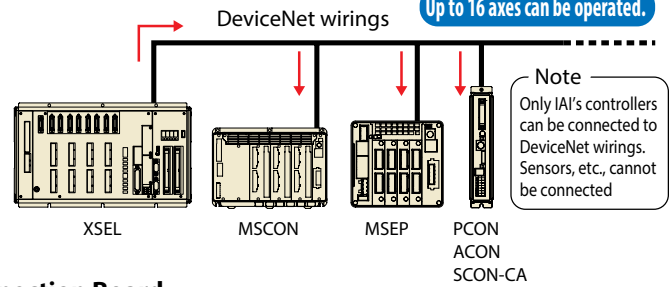 Up to 16 axes can be operated.
DeviceNet wirings
Note
Only IAI's controllers
can be connected to
DeviceNet wirings.
Sensors, etc., cannot
be connected
XSEL
MSCON
MSEP
PCON
ACON
SCON-CA